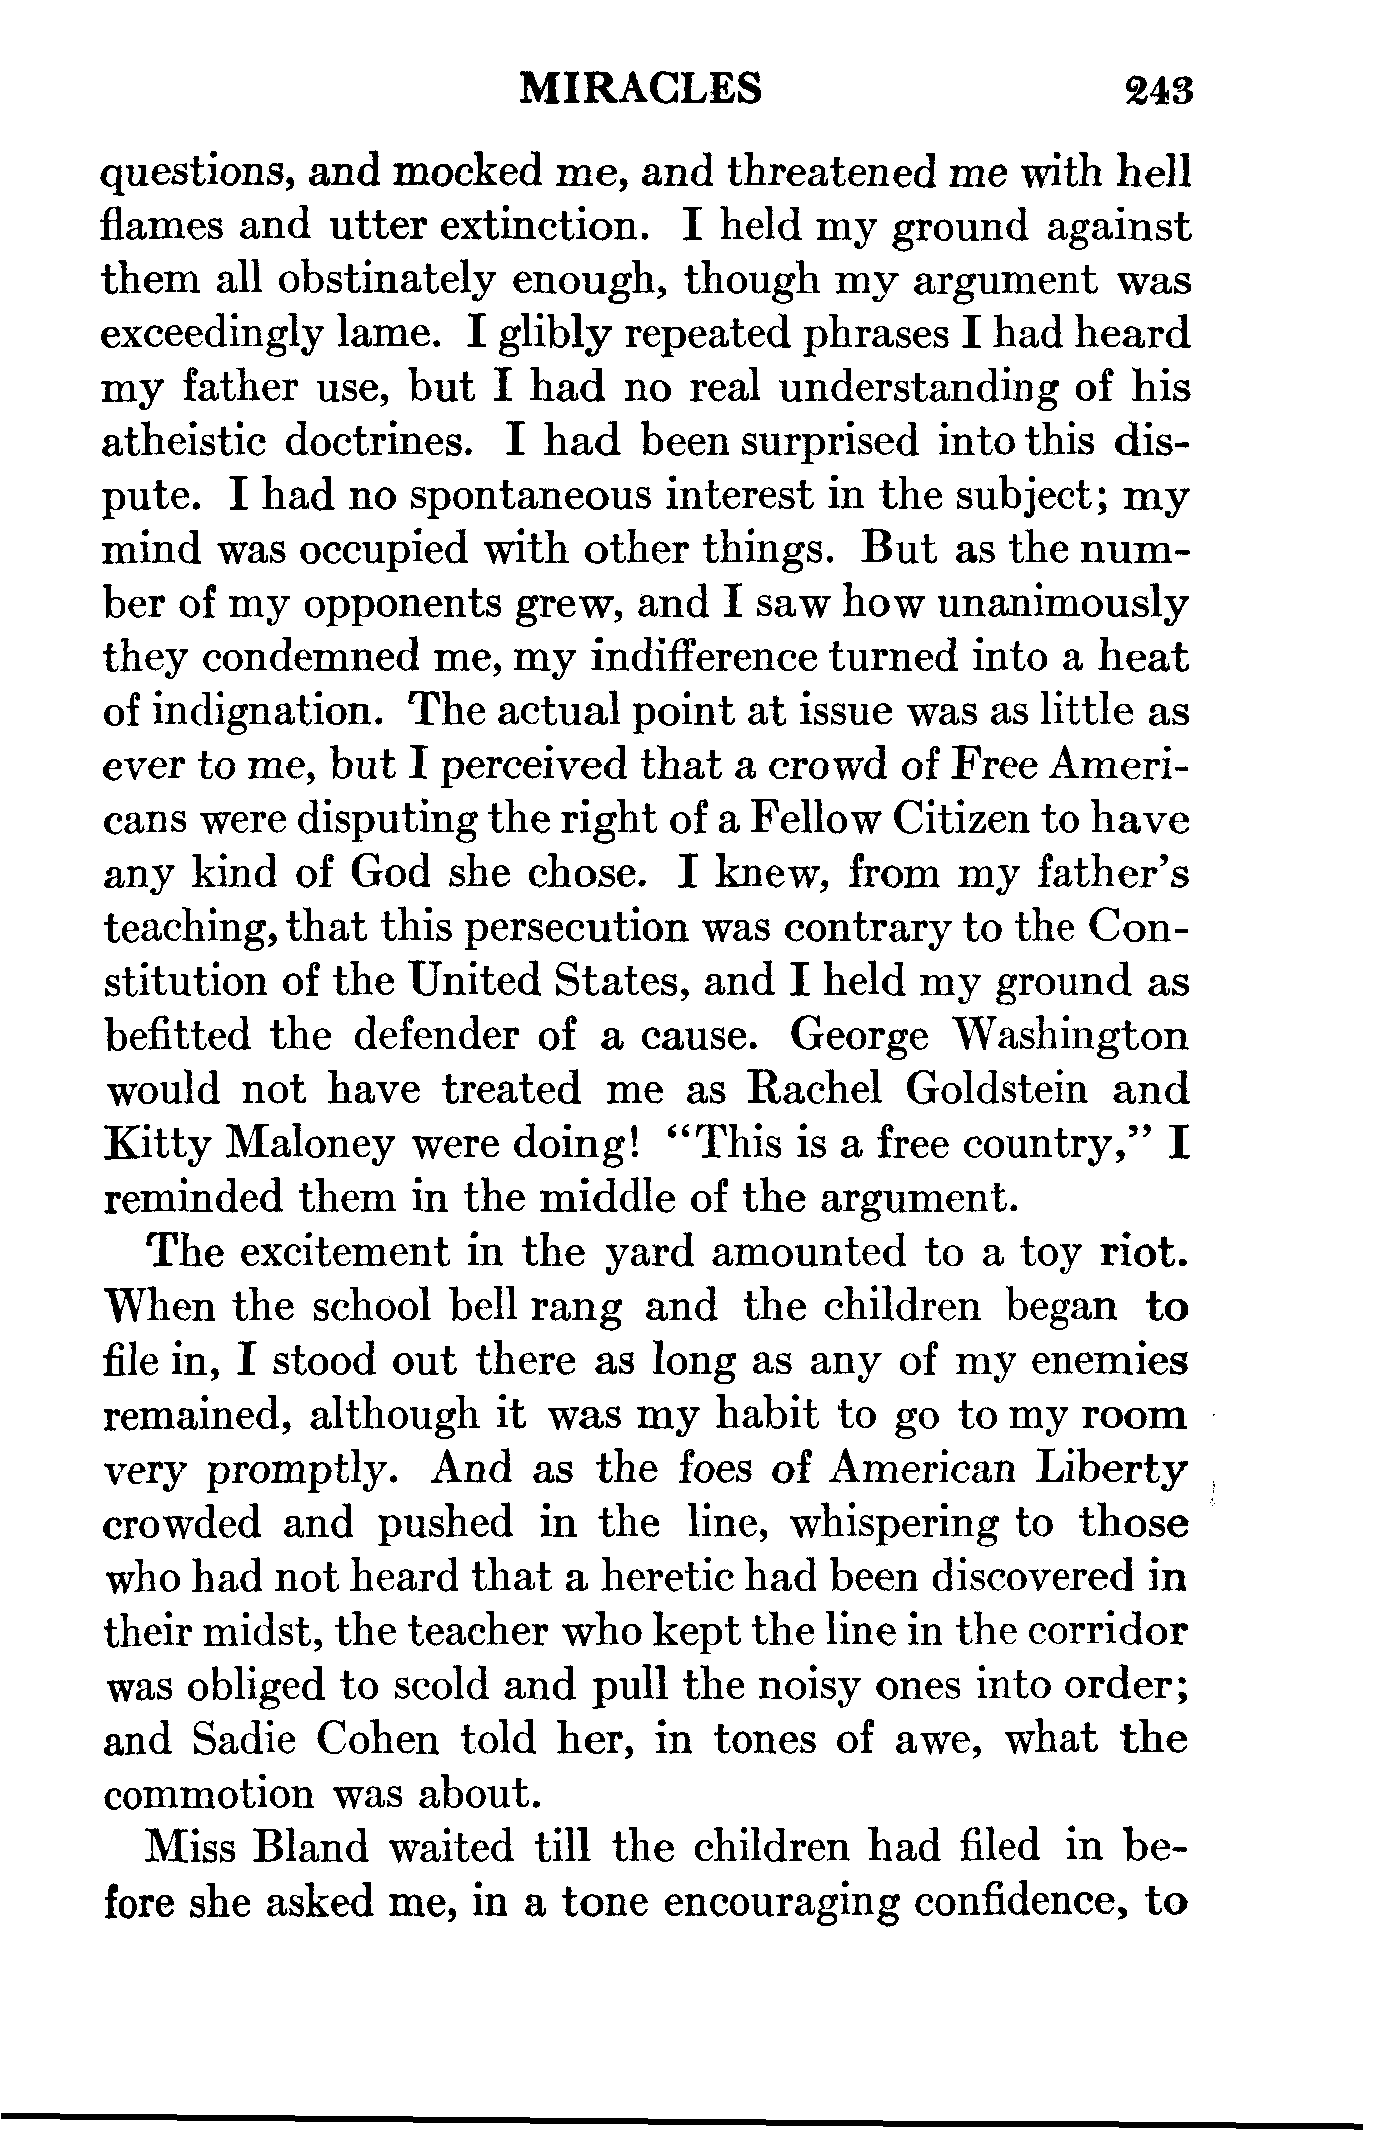 MIRACLES 243
questions, and mocked me, and threatened me with hell
flames and utter extinction. I held my ground against
them all obstinately enough, though my argument was
exceedingly lame. I glibly repeated phrases I had heard
my father use, but I had no real understanding of his
atheistic doctrines. I had been surprised into this dis-
pute. I had no spontaneous interest in the subject; my
mind was occupied with other things. But as the num-
ber of my opponents grew, and I saw how unanimously
they condemned me, my indifference turned into a heat
of indignation. The actual point at issue was as little as
ever to me, but I perceived that a crowd of Free Ameri-
cans were disputing the right of a Fellow Citizen to have
any kind of God she chose. I knew, from my father's
teaching, that this persecution was contrary to the Con-
stitution of the United States, and I held my ground as
befitted the defender of a cause. George Washington
would not have treated me as Rachel Goldstein and
Kitty Maloney were doing! “This is a free country,” I
reminded them in the middle of the argument.
The excitement in the yard amounted to a toy riot.
When the school bell rang and the children began to
file in, I stood out there as long as any of my enemies
remained, although it was my habit to go to my room
very promptly. And as the foes of American Liberty
crowded and pushed in the line, whispering to those
who had not heard that a heretic had been discovered in
their midst, the teacher who kept the line in the corridor
was obliged to scold and pull the noisy ones into order;
and Sadie Cohen told her, in tones of awe, what the
commotion was about.
Miss Bland waited till the children had filed in be-
fore she asked me, in a tone encouraging confidence, to